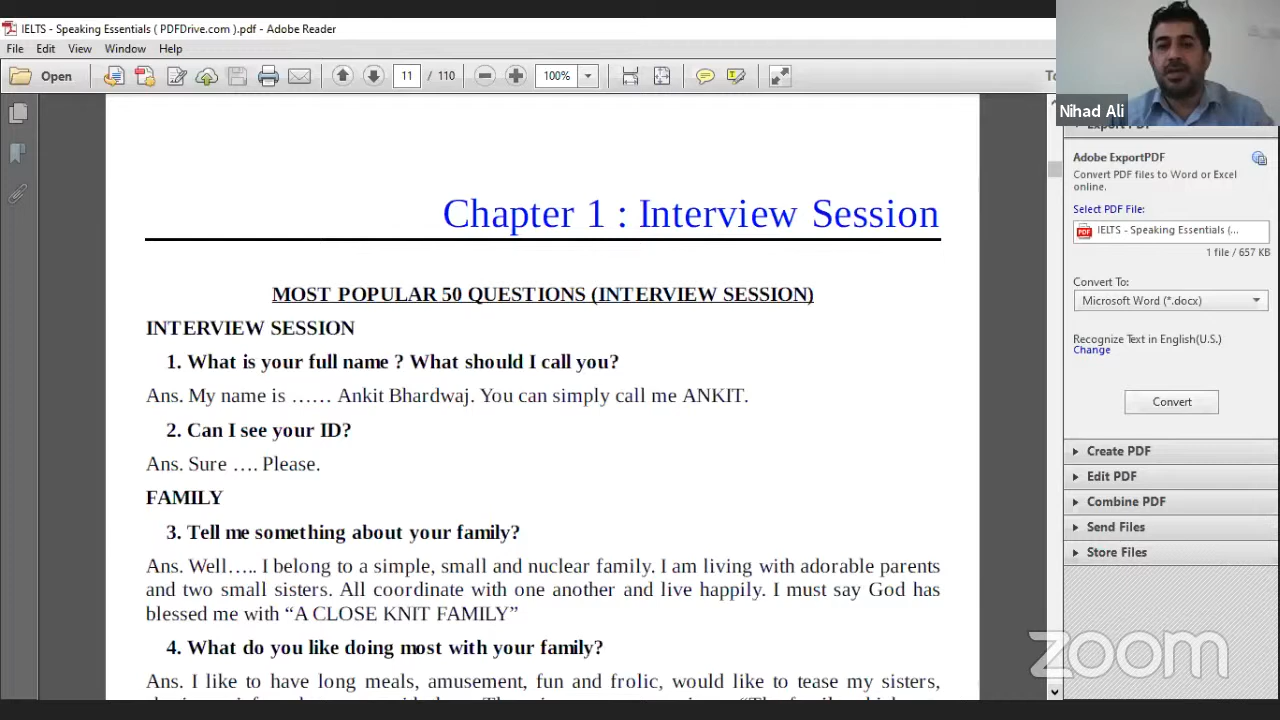 IELTS - Speaking Essentials ( PDFDrive.com ).pdf - Adobe Reader
File Edit View Window Help
Open 11 / 110 100%
Nihad Ali
Chapter 1 : Interview Session
MOST POPULAR 50 QUESTIONS (INTERVIEW SESSION)
INTERVIEW SESSION
1. What is your full name ? What should I call you?
Ans. My name is …… Ankit Bhardwaj. You can simply call me ANKIT.
2. Can I see your ID?
Ans. Sure …. Please.
FAMILY
3. Tell me something about your family?
Ans. Well….. I belong to a simple, small and nuclear family. I am living with adorable parents
and two small sisters. All coordinate with one another and live happily. I must say God has
blessed me with “A CLOSE KNIT FAMILY”
4. What do you like doing most with your family?
Ans. I like to have long meals, amusement, fun and frolic, would like to tease my sisters,
Export PDF
Adobe ExportPDF
Convert PDF files to Word or Excel
online.
Select PDF File:
PDF IELTS - Speaking Essentials (...
1 file / 657 KB
Convert To:
Microsoft Word (*.docx)
Recognize Text in English(U.S.)
Change
Convert
Create PDF
Edit PDF
Combine PDF
Send Files
Store Files
zoom